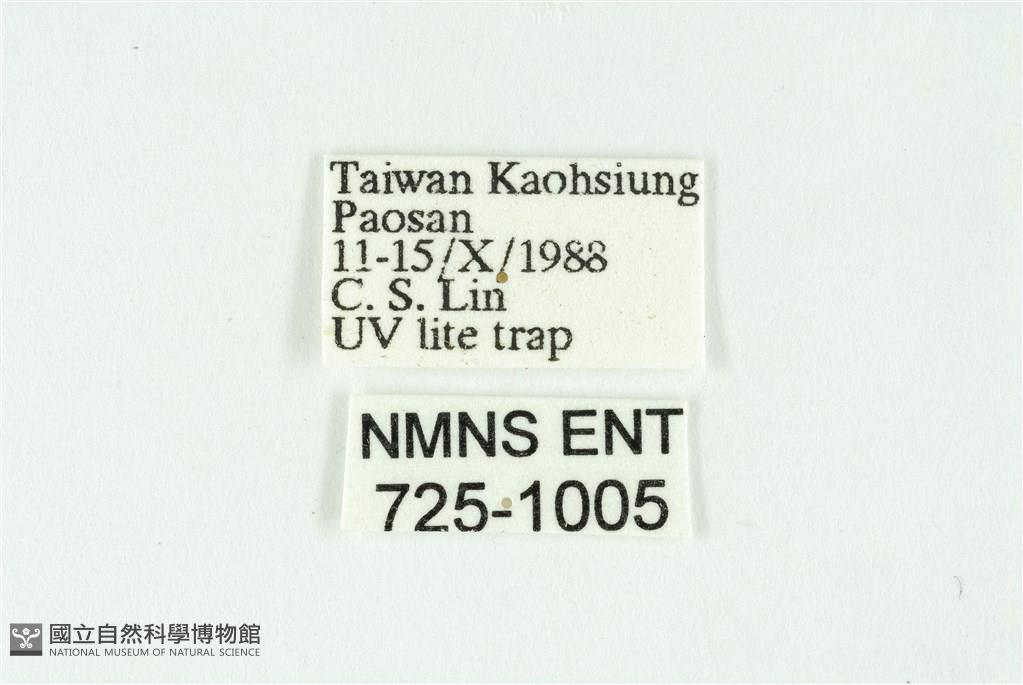 Taiwan Kaohsiung
Paosan
11-15/X/1988
C. S. Lin
UV lite trap
NMNS ENT
725-1005
國立自然科學博物館
NATIONAL MUSEUM OF NATURAL SCIENCE